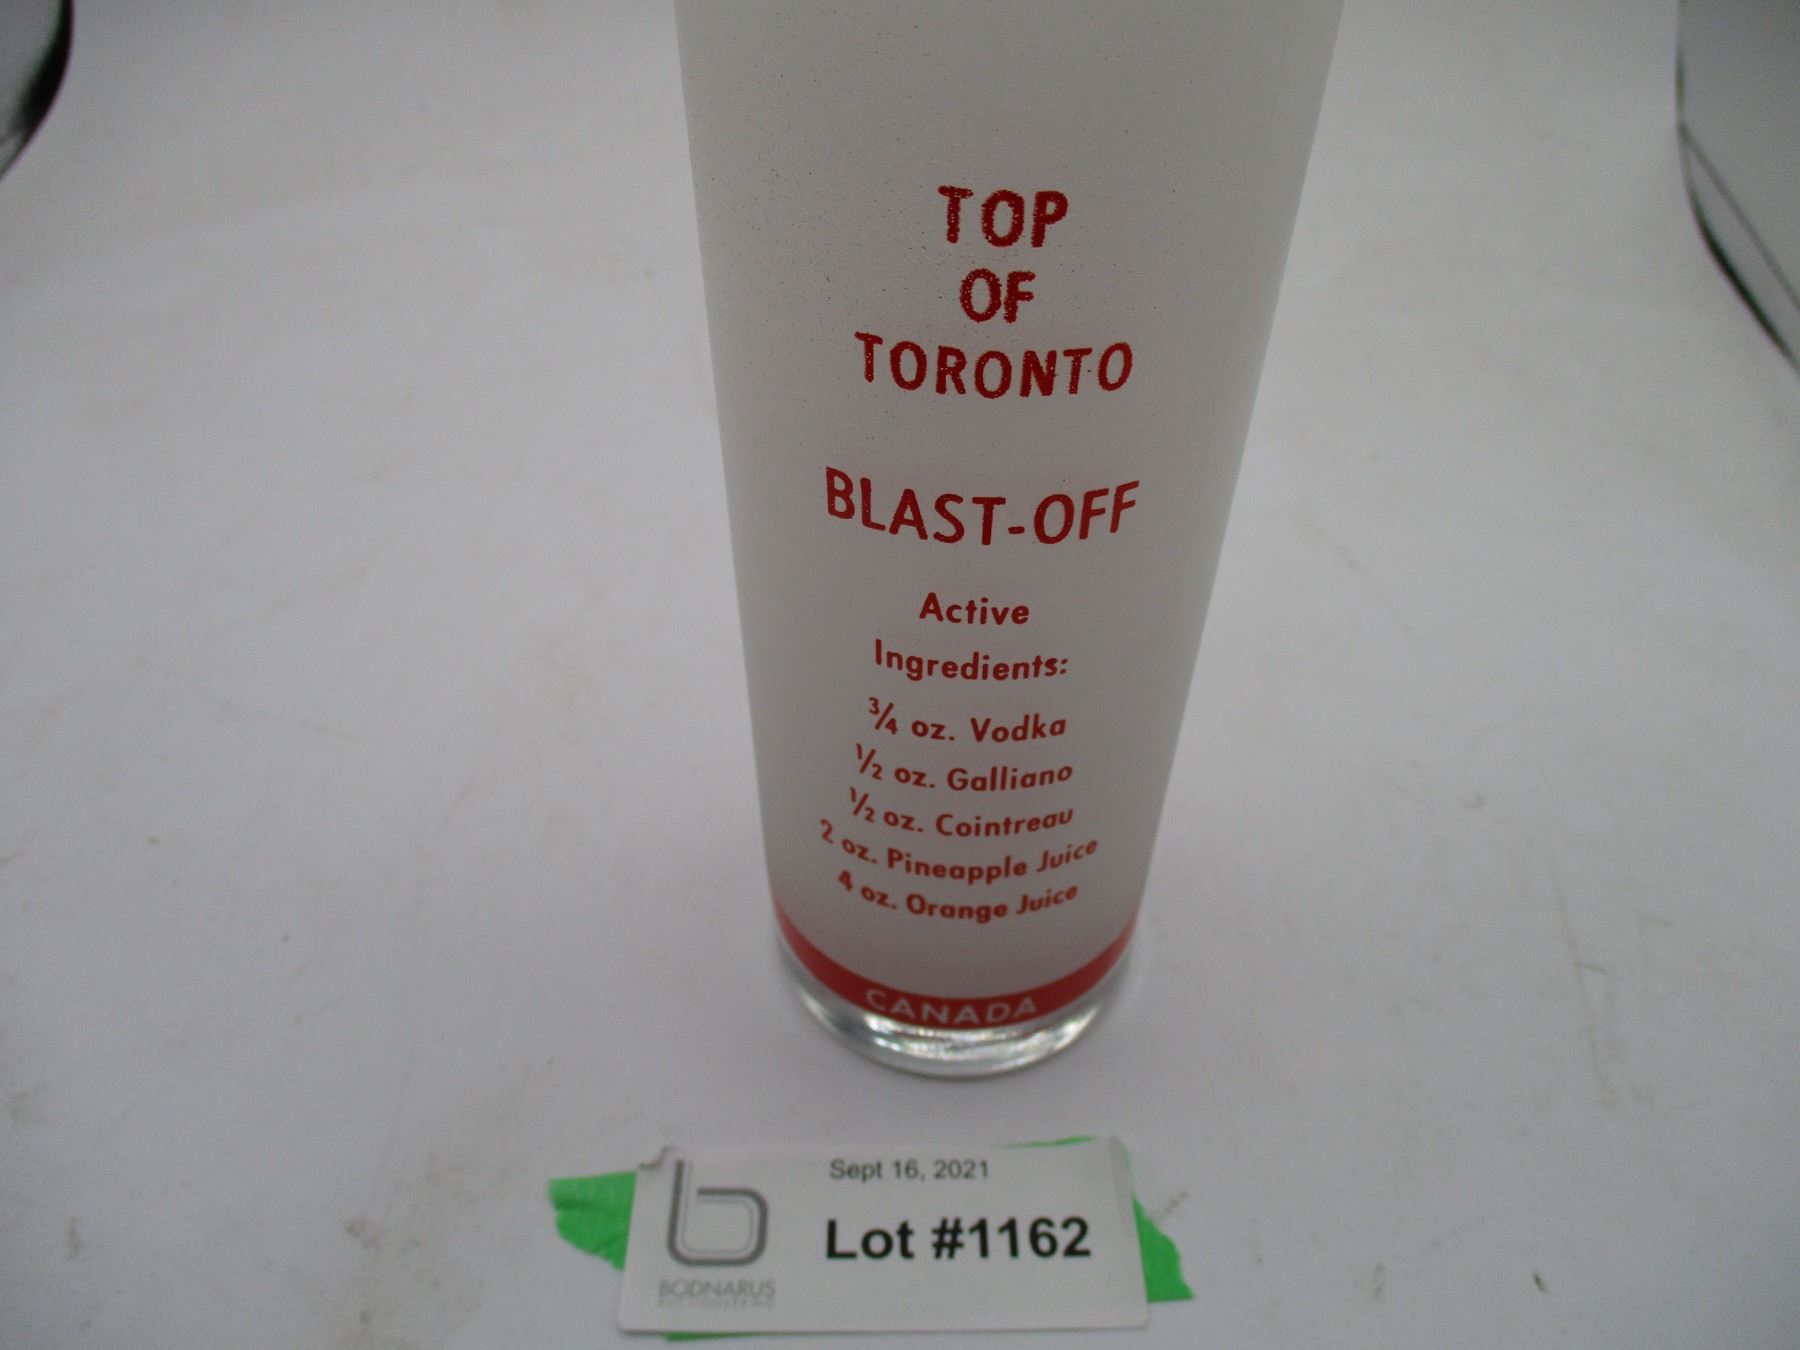 TOP
OF
TORONTO
BLAST-OFF
Active
Ingredients:
3/4 oz. Vodka
1/2 oz. Galliano
1/2 oz. Cointreau
2 oz. Pineapple Juice
4 oz. Orange Juice
CANADA
Sept 16, 2021
Lot #1162
BODNARUS
AUCTIONEERING